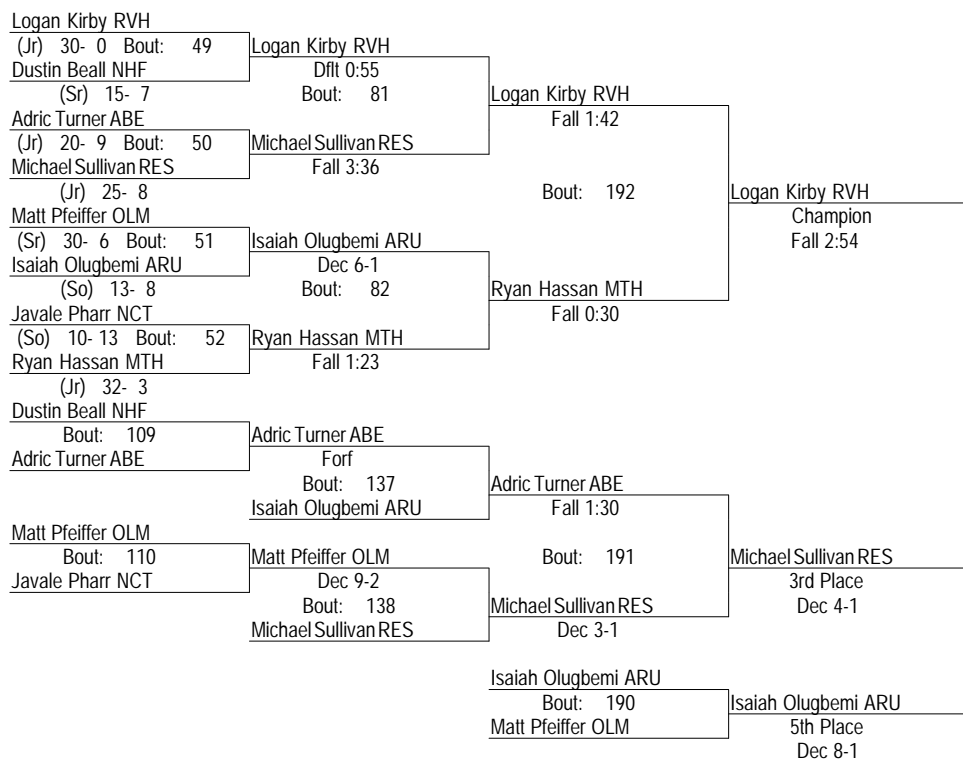 Logan Kirby RVH
(Jr) 30- 0 Bout: 49
Logan Kirby RVH
Dustin Beall NHF
Dflt 0:55
(Sr) 15- 7
Bout: 81
Logan Kirby RVH
Adric Turner ABE
Fall 1:42
(Jr) 20- 9 Bout: 50
Michael Sullivan RES
Michael Sullivan RES
Fall 3:36
(Jr) 25- 8
Bout: 192
Logan Kirby RVH
Matt Pfeiffer OLM
Champion
(Sr) 30- 6 Bout: 51
Isaiah Olugbemi ARU
Fall 2:54
Isaiah Olugbemi ARU
Dec 6-1
(So) 13- 8
Bout: 82
Ryan Hassan MTH
Javale Pharr NCT
Fall 0:30
(So) 10- 13 Bout: 52
Ryan Hassan MTH
Ryan Hassan MTH
Fall 1:23
(Jr) 32- 3
Dustin Beall NHF
Bout: 109
Adric Turner ABE
Adric Turner ABE
Forf
Bout: 137
Adric Turner ABE
Isaiah Olugbemi ARU
Fall 1:30
Matt Pfeiffer OLM
Bout: 110
Matt Pfeiffer OLM
Bout: 191
Michael Sullivan RES
Javale Pharr NCT
Dec 9-2
3rd Place
Bout: 138
Michael Sullivan RES
Dec 4-1
Michael Sullivan RES
Dec 3-1
Isaiah Olugbemi ARU
Bout: 190
Isaiah Olugbemi ARU
Matt Pfeiffer OLM
5th Place
Dec 8-1